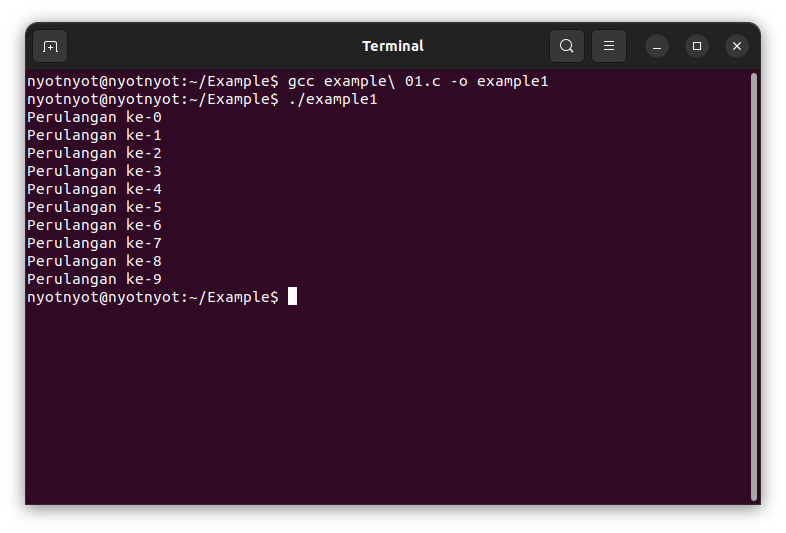 Terminal
nyotnyot@nyotnyot:~/Example$ gcc example\ 01.c -o example1
nyotnyot@nyotnyot:~/Example$ ./example1
Perulangan ke-0
Perulangan ke-1
Perulangan ke-2
Perulangan ke-3
Perulangan ke-4
Perulangan ke-5
Perulangan ke-6
Perulangan ke-7
Perulangan ke-8
Perulangan ke-9
nyotnyot@nyotnyot:~/Example$